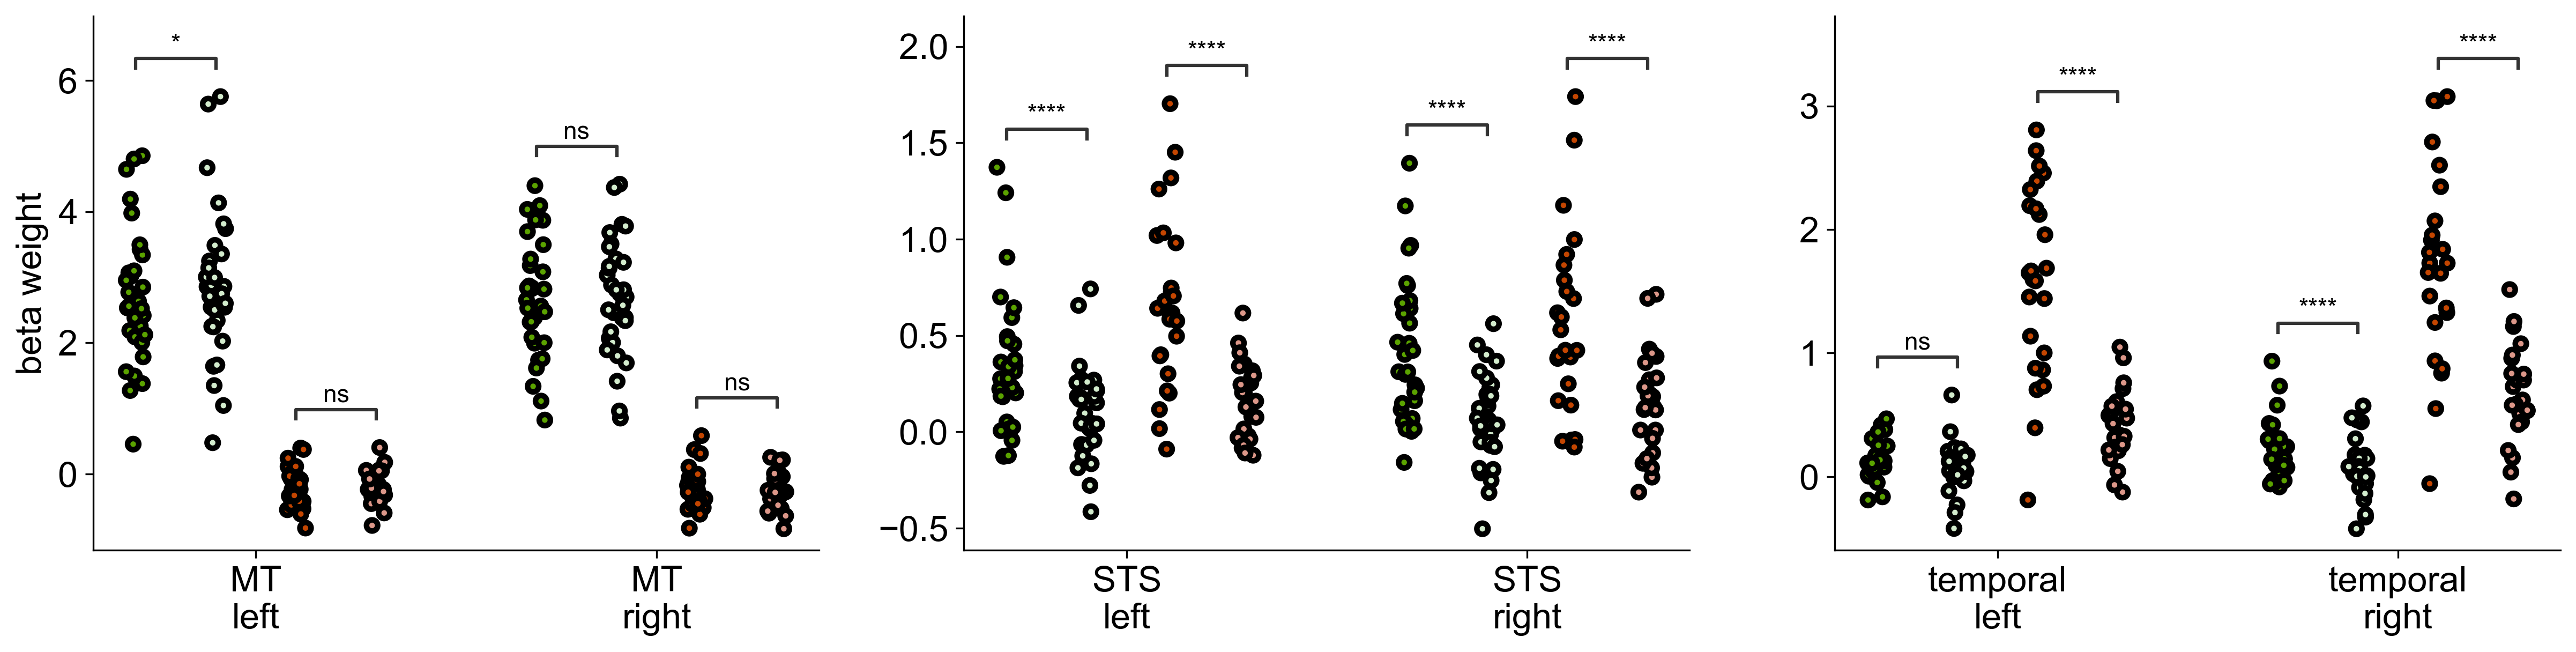 beta weight
6
4
2
0
*
ns
ns
ns
MT
left
MT
right
2.0
1.5
1.0
0.5
0.0
−0.5
****
****
****
****
STS
left
STS
right
3
2
1
0
ns
****
****
****
temporal
left
temporal
right